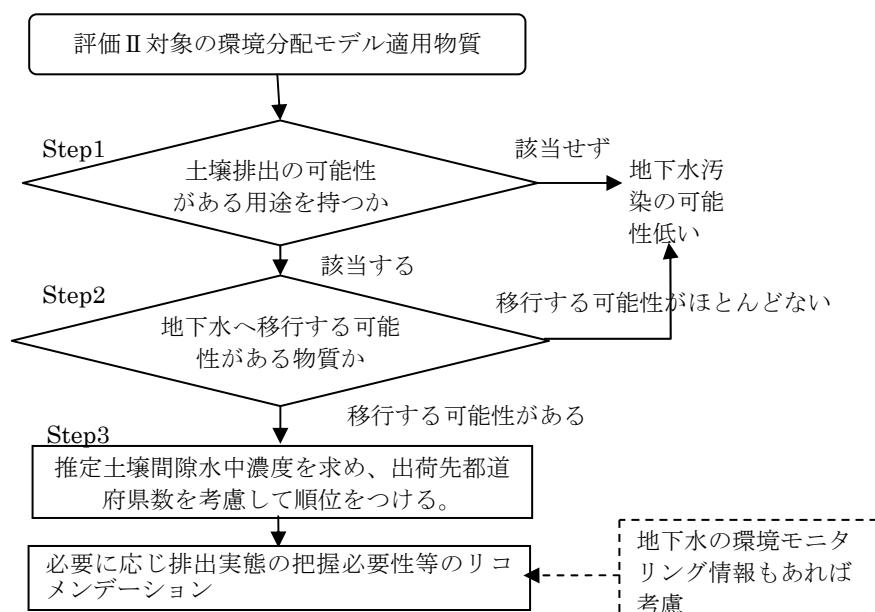 評価Ⅱ対象の環境分配モデル適用物質
Step1
土壌排出の可能性
がある用途を持つか
該当せず
地下水汚
染の可能
性低い
該当する
Step2
地下水へ移行する可能
性がある物質か
移行する可能性がほとんどない
移行する可能性がある
Step3
推定土壌間隙水中濃度を求め、出荷先都道
府県数を考慮して順位をつける。
必要に応じ排出実態の把握必要性等のリコ
メンデーション
地下水の環境モニタ
リング情報もあれば
考慮